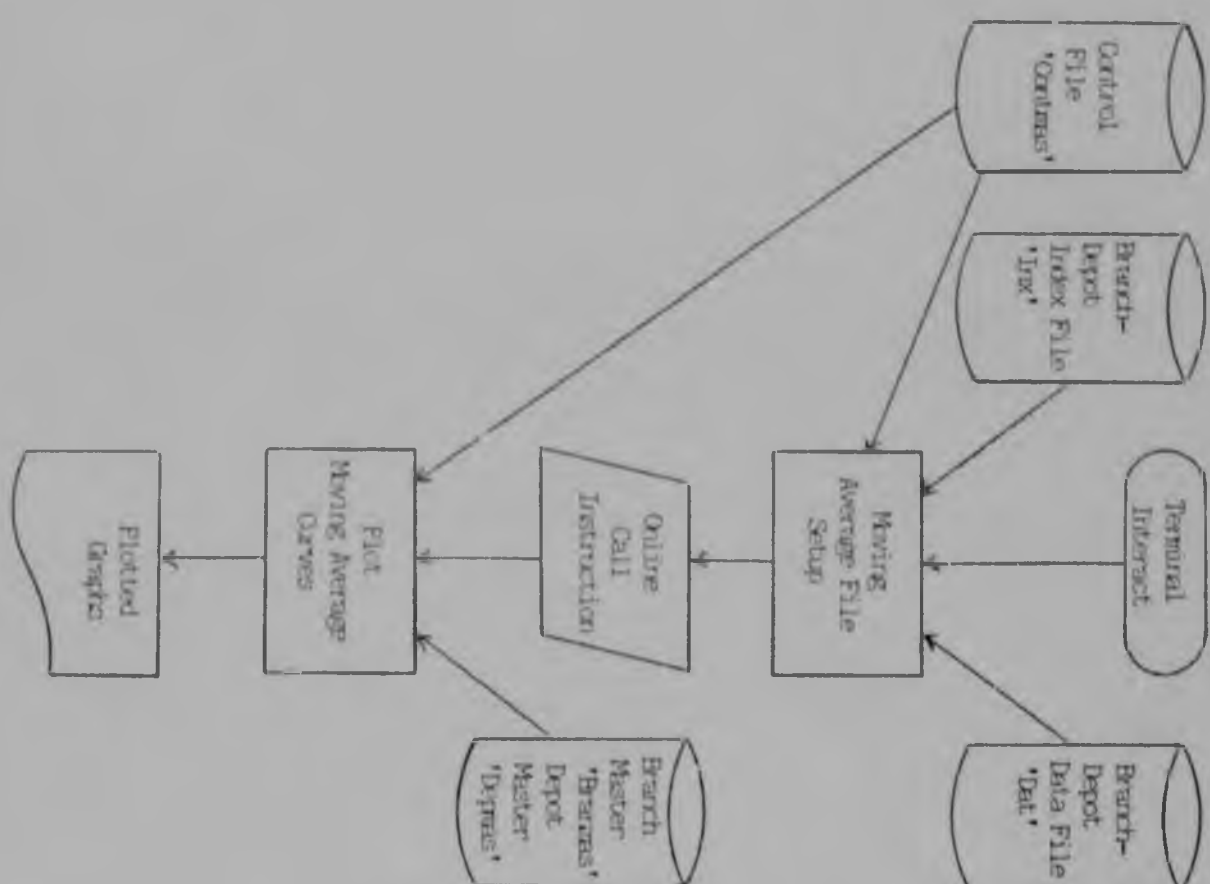 Control
File
'Contmas'
Branch-
Depot
Index File
'Inx'
Terminal
Interact
Branch-
Depot
Data File
'Dat'
Moving
Average File
Setup
Online
Call
Instruction
Branch
Master
'Branmas'
Depot
Master
'Depmas'
Plot
Moving Average
Curves
Plotted
Graphs